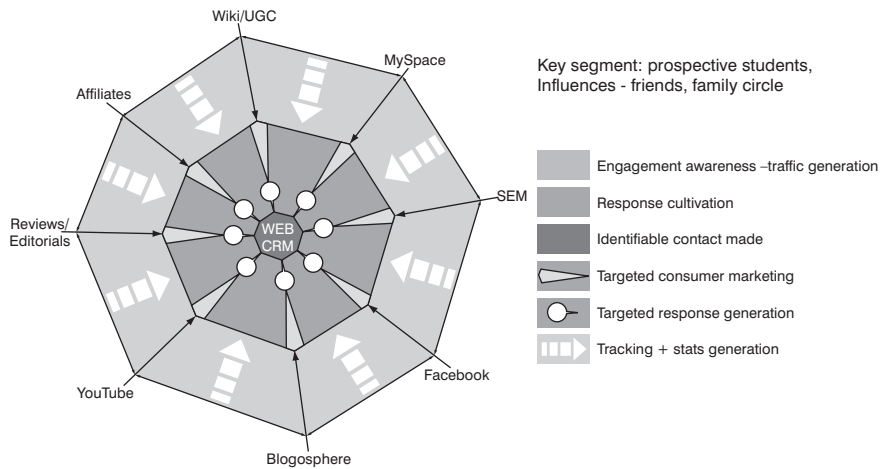 Wiki/UGC
MySpace
Affiliates
SEM
Reviews/
Editorials
WEB
CRM
YouTube
Facebook
Blogosphere
Key segment: prospective students,
Influences - friends, family circle
Engagement awareness –traffic generation
Response cultivation
Identifiable contact made
Targeted consumer marketing
Targeted response generation
Tracking + stats generation